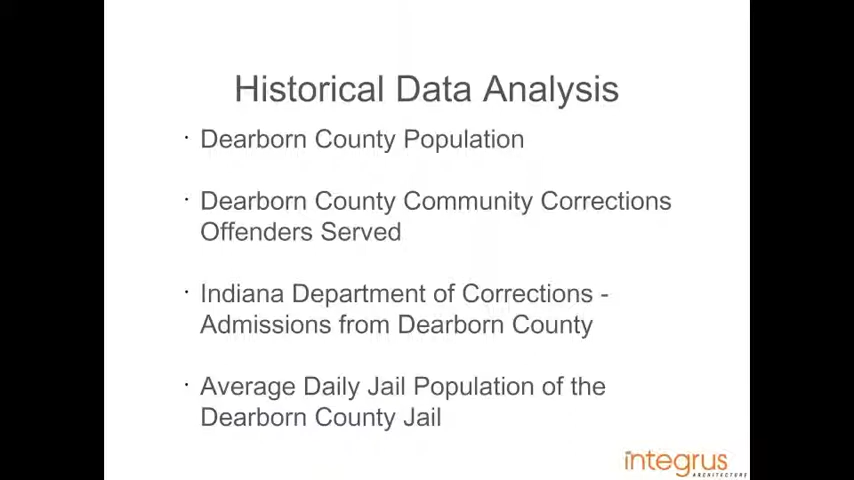 Historical Data Analysis
· Dearborn County Population
· Dearborn County Community Corrections
Offenders Served
· Indiana Department of Corrections -
Admissions from Dearborn County
· Average Daily Jail Population of the
Dearborn County Jail
integrus
ARCHITECTURE